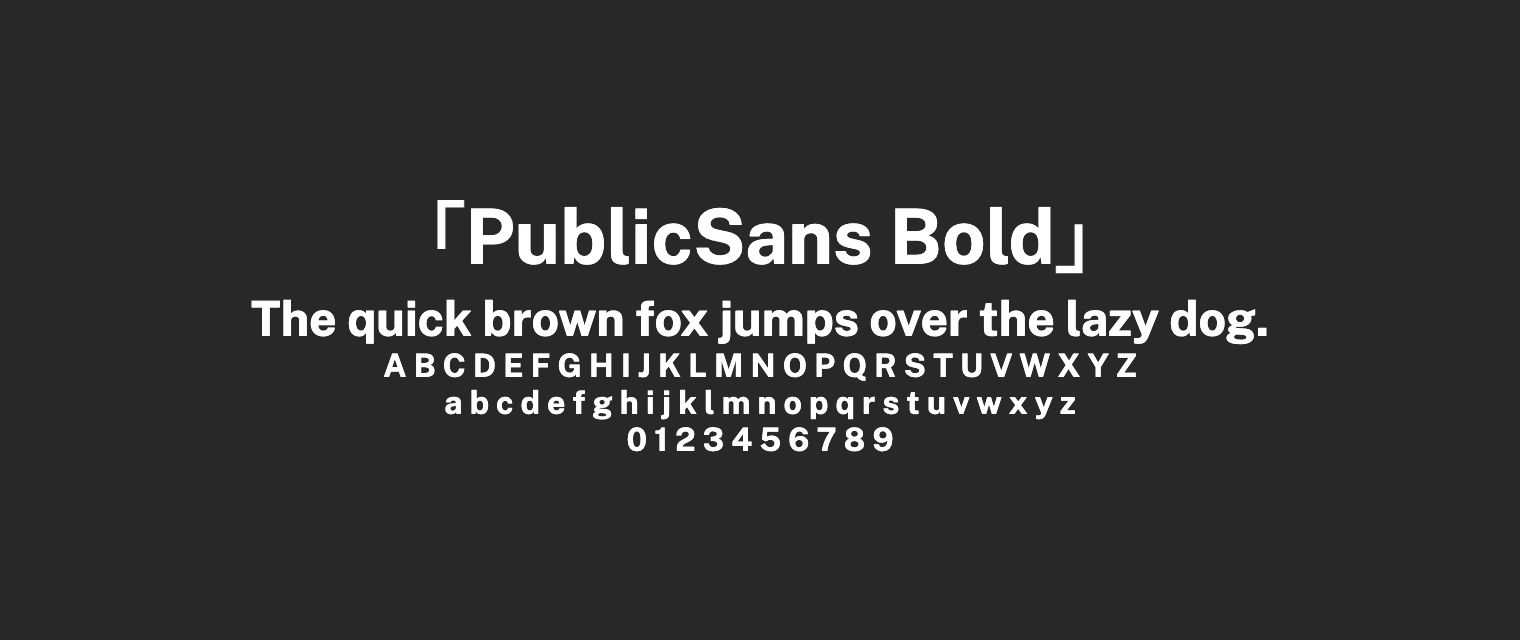 「PublicSans Bold」
The quick brown fox jumps over the lazy dog.
A B C D E F G H I J K L M N O P Q R S T U V W X Y Z
a b c d e f g h i j k l m n o p q r s t u v w x y z
0 1 2 3 4 5 6 7 8 9